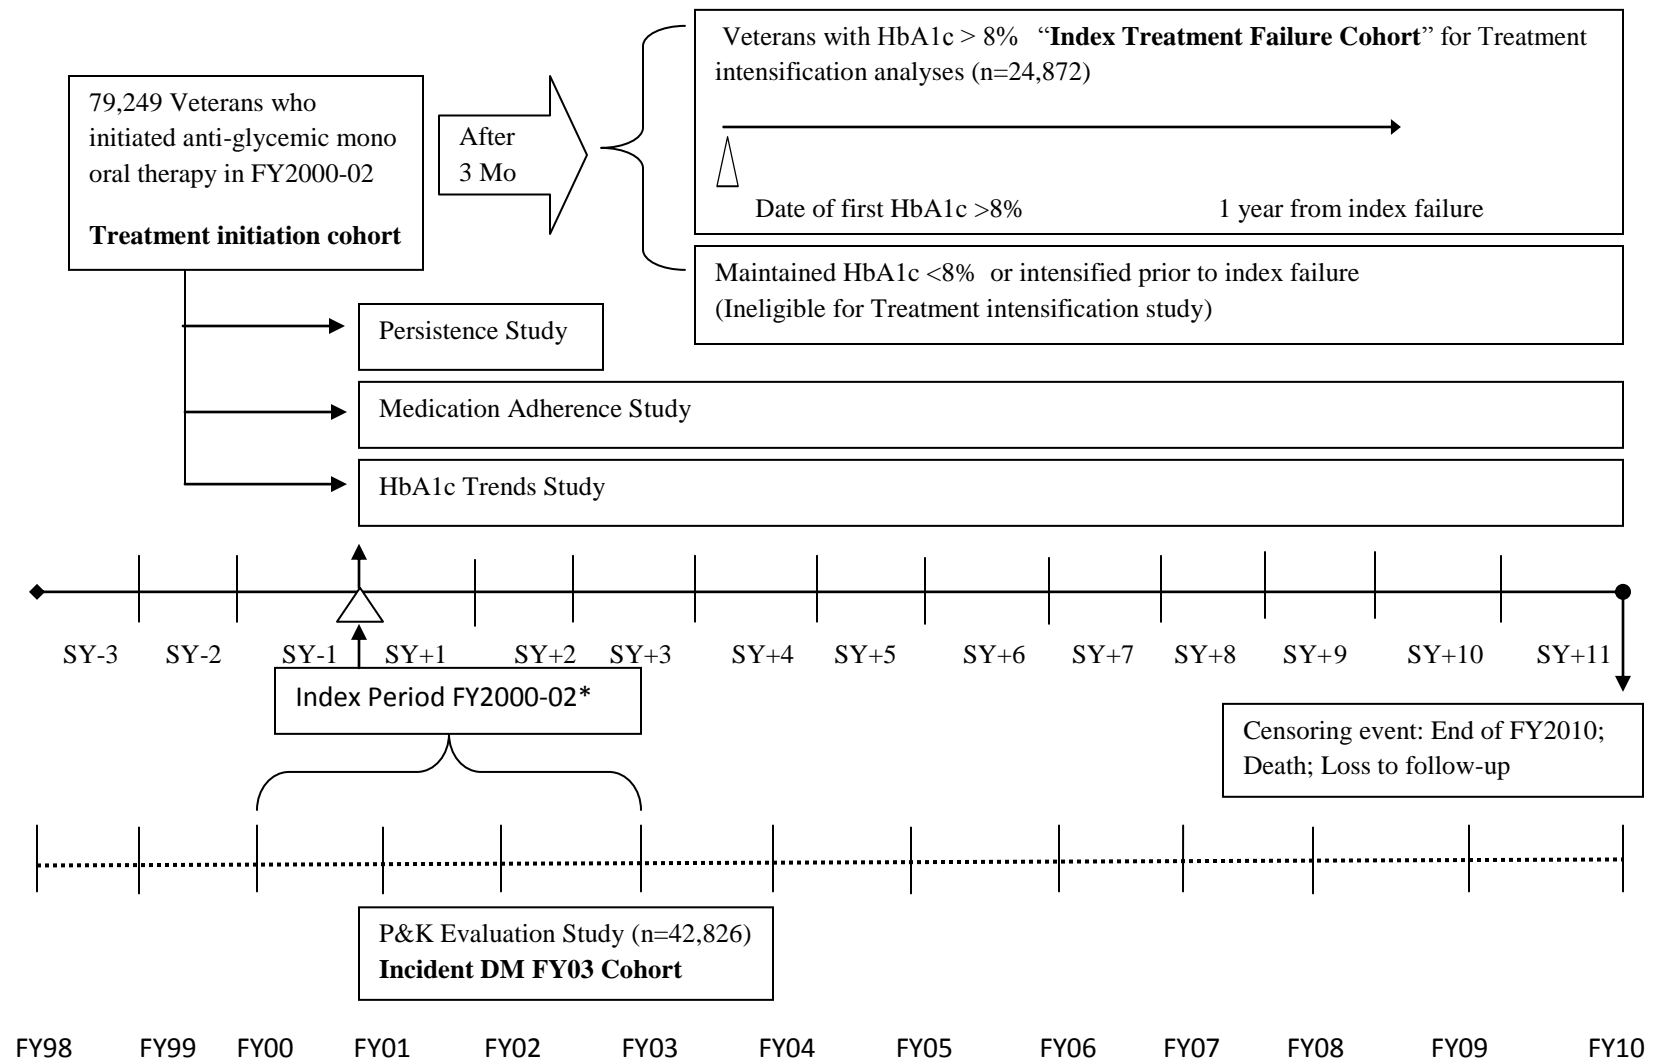 79,249 Veterans who
initiated anti-glycemic mono
oral therapy in FY2000-02
Treatment initiation cohort
After
3 Mo
Veterans with HbA1c > 8% “Index Treatment Failure Cohort” for Treatment
intensification analyses (n=24,872)
Date of first HbA1c >8%
1 year from index failure
Maintained HbA1c <8% or intensified prior to index failure
(Ineligible for Treatment intensification study)
Persistence Study
Medication Adherence Study
HbA1c Trends Study
SY-3 SY-2 SY-1 SY+1 SY+2 SY+3 SY+4 SY+5 SY+6 SY+7 SY+8 SY+9 SY+10 SY+11
Index Period FY2000-02*
Censoring event: End of FY2010;
Death; Loss to follow-up
P&K Evaluation Study (n=42,826)
Incident DM FY03 Cohort
FY98 FY99 FY00 FY01 FY02 FY03 FY04 FY05 FY06 FY07 FY08 FY09 FY10